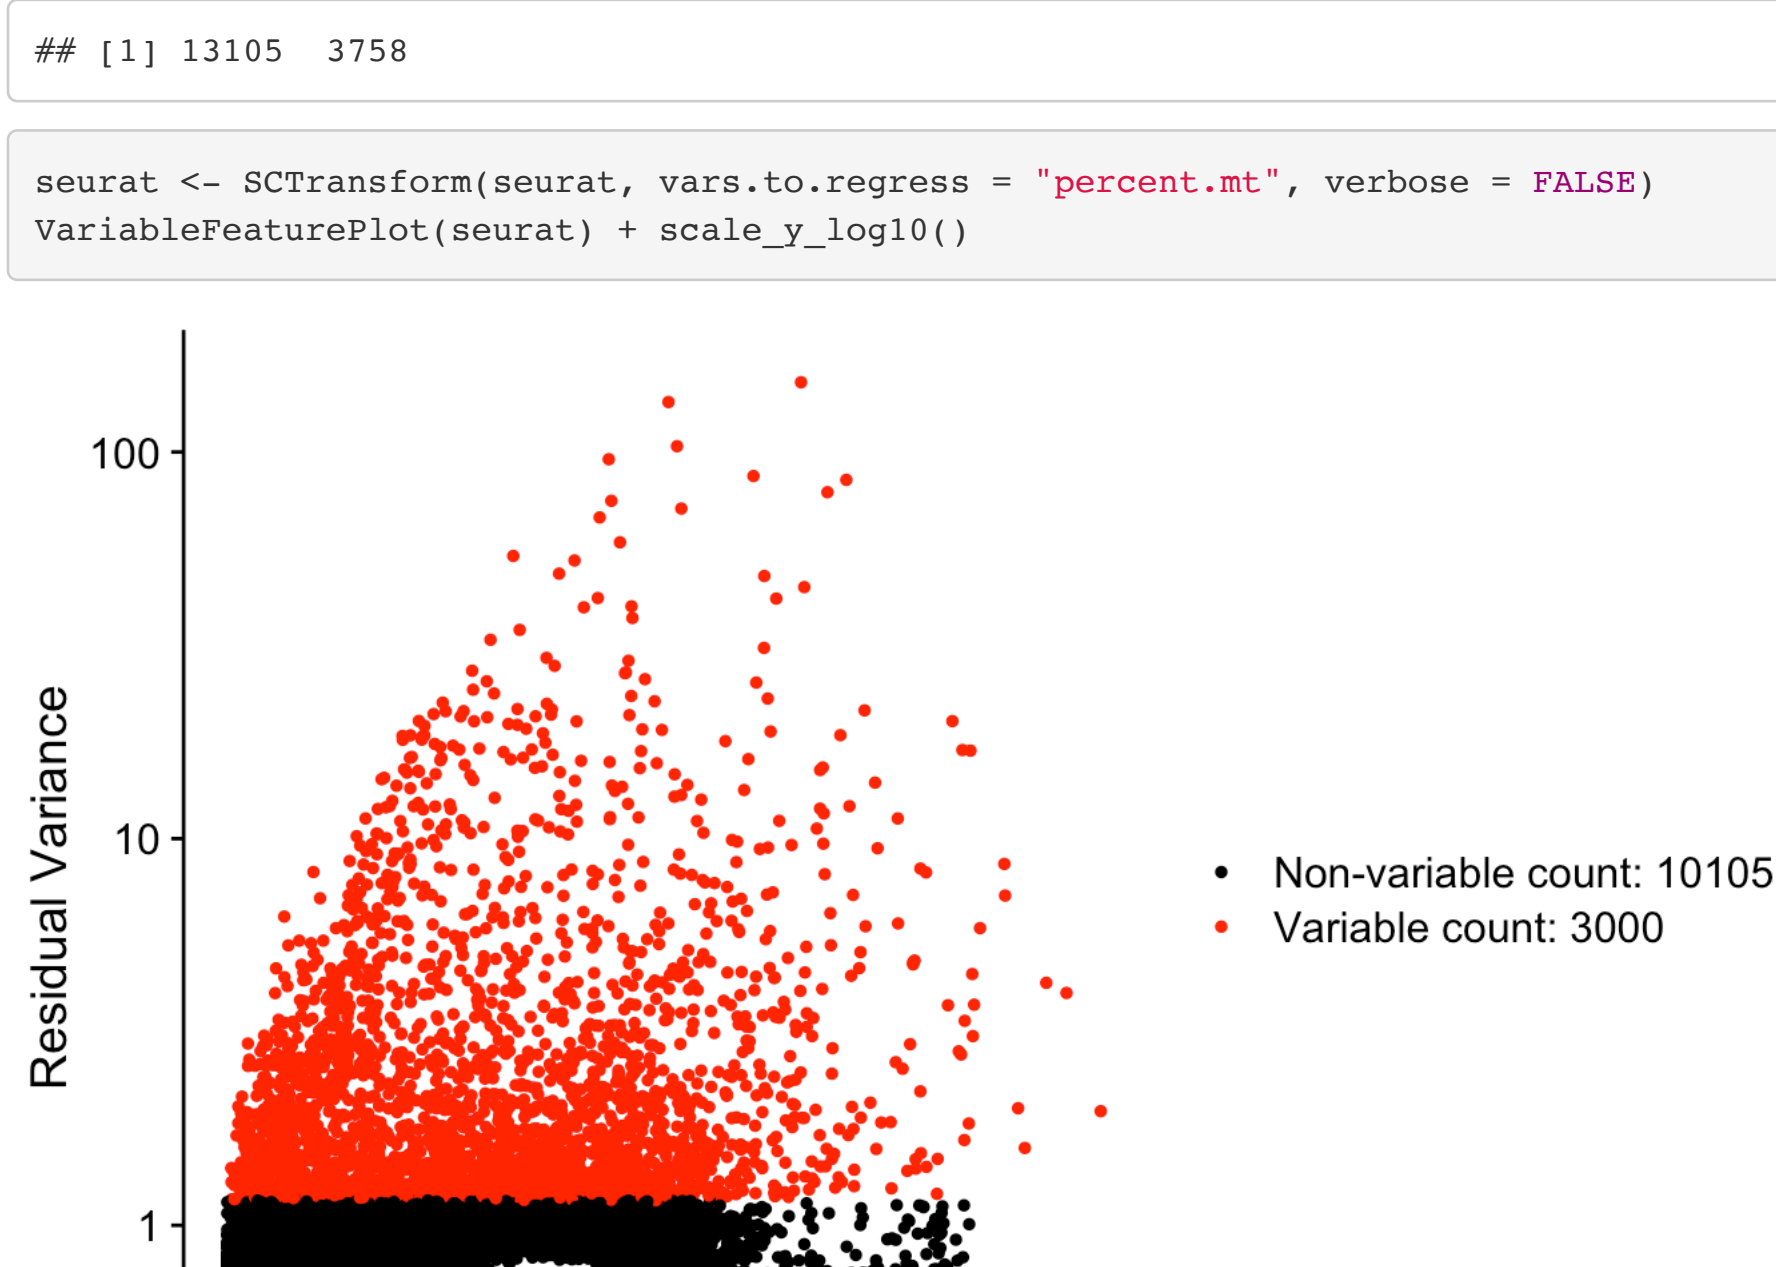 ## [1] 13105  3758
seurat <- SCTransform(seurat, vars.to.regress = "percent.mt", verbose = FALSE)
VariableFeaturePlot(seurat) + scale_y_log10()
100
10
1
Residual Variance
Non-variable count: 10105
Variable count: 3000